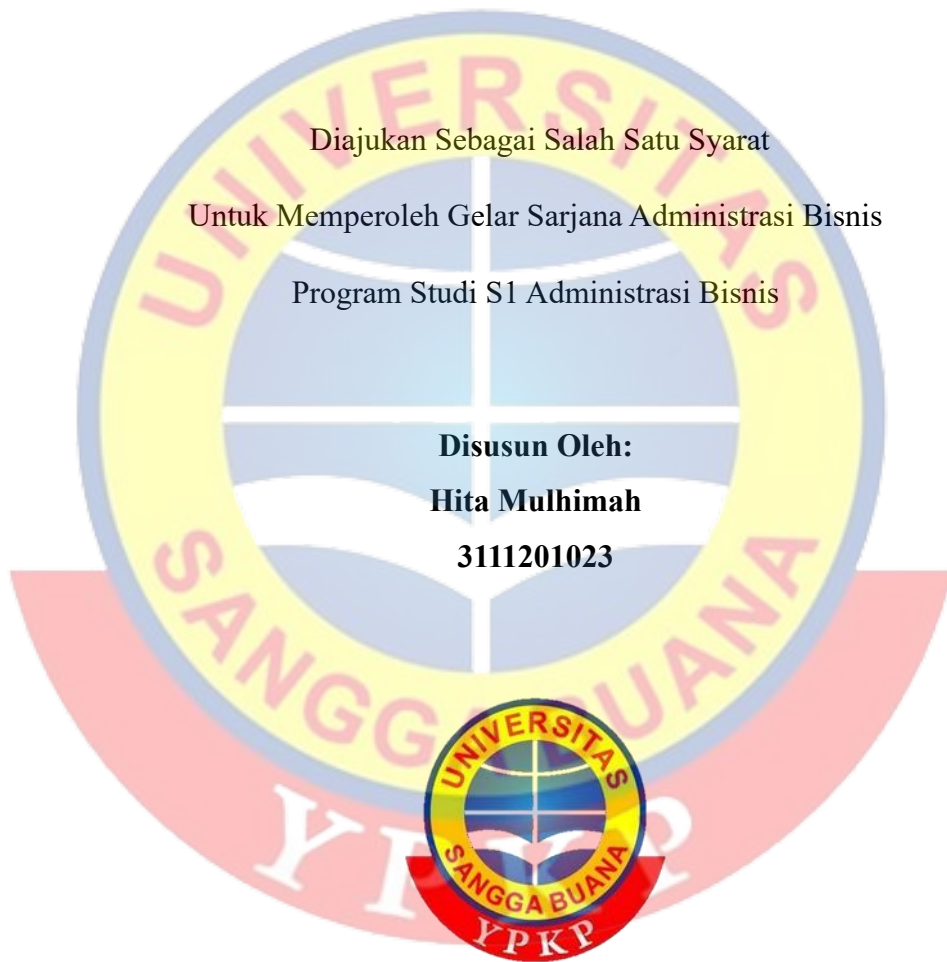 Diajukan Sebagai Salah Satu Syarat
Untuk Memperoleh Gelar Sarjana Administrasi Bisnis
Program Studi S1 Administrasi Bisnis
Disusun Oleh:
Hita Mulhimah
3111201023
UNIVERSITAS
SANGGA BUANA
YPKP
UNIVERSITAS
SANGGA BUANA
YPKP